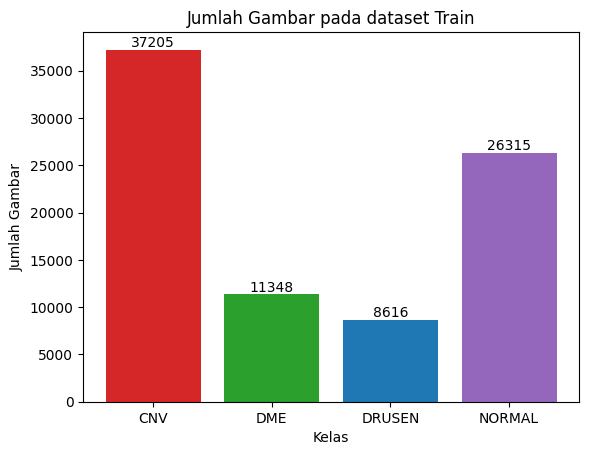 Jumlah Gambar pada dataset Train
Jumlah Gambar
35000
30000
25000
20000
15000
10000
5000
0
37205
11348
8616
26315
CNV
DME
DRUSEN
NORMAL
Kelas